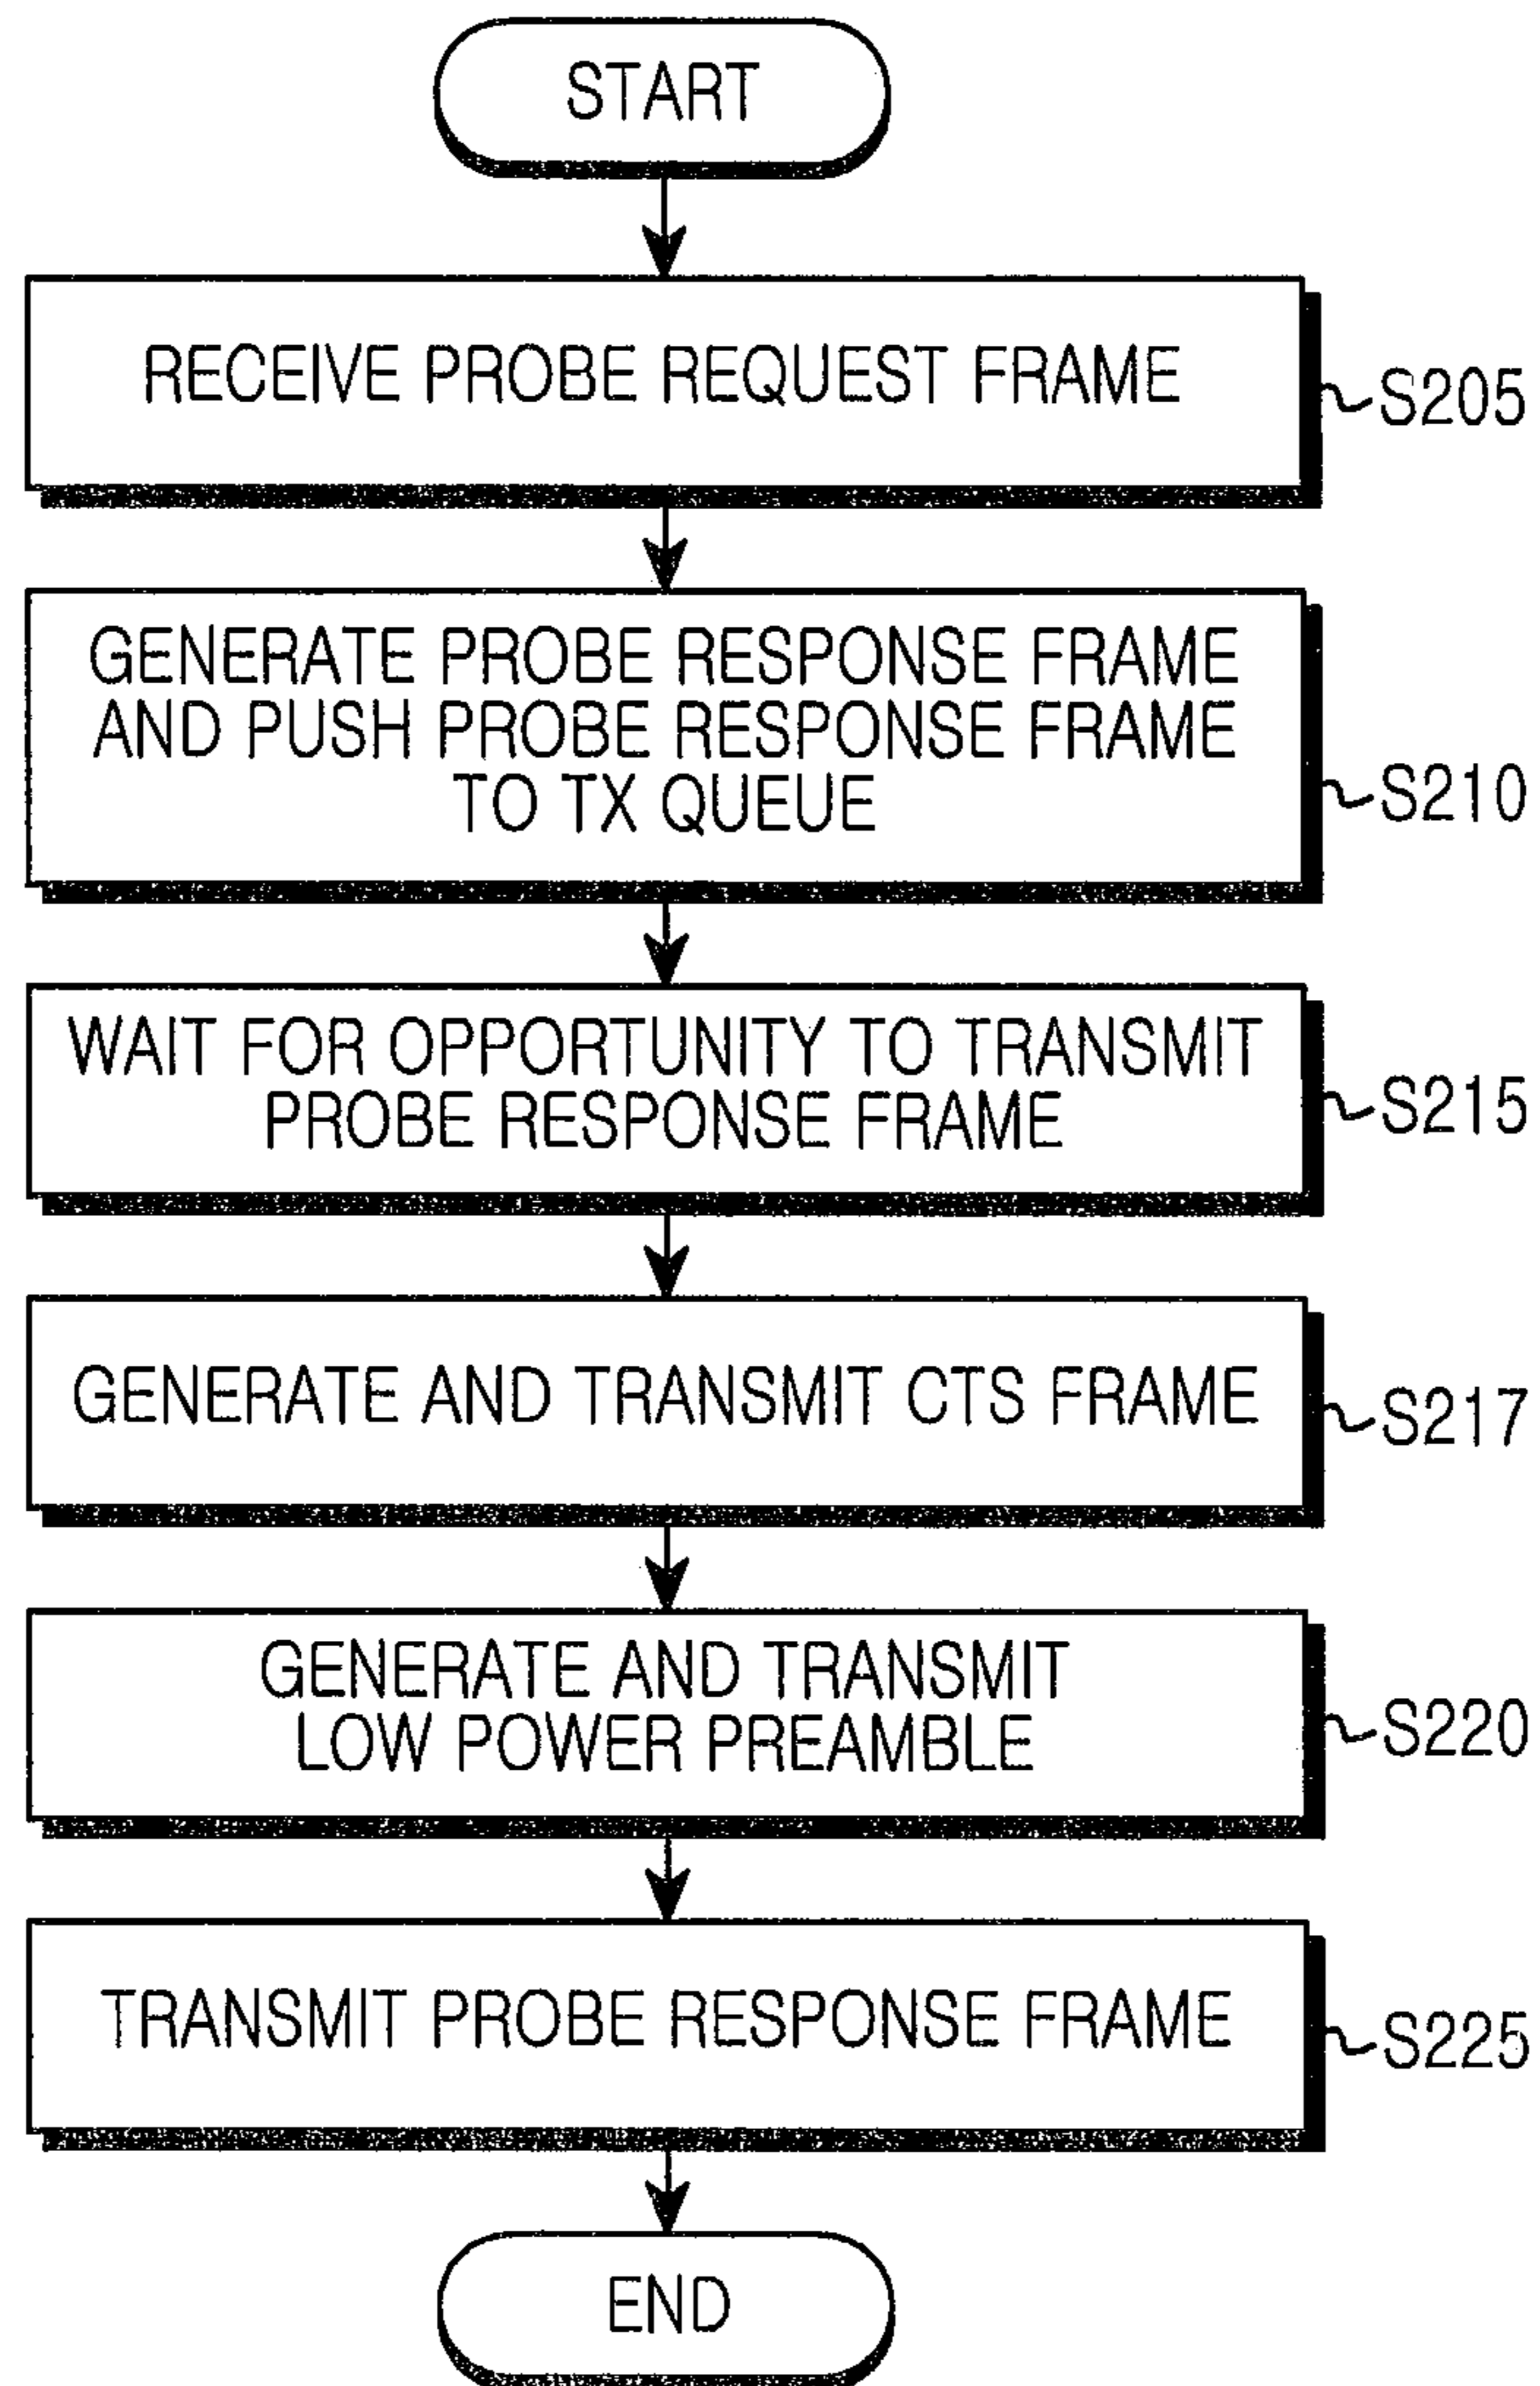 START
RECEIVE PROBE REQUEST FRAME
S205
GENERATE PROBE RESPONSE FRAME
AND PUSH PROBE RESPONSE FRAME
TO TX QUEUE
S210
WAIT FOR OPPORTUNITY TO TRANSMIT
PROBE RESPONSE FRAME
S215
GENERATE AND TRANSMIT CTS FRAME
S217
GENERATE AND TRANSMIT
LOW POWER PREAMBLE
S220
TRANSMIT PROBE RESPONSE FRAME
S225
END